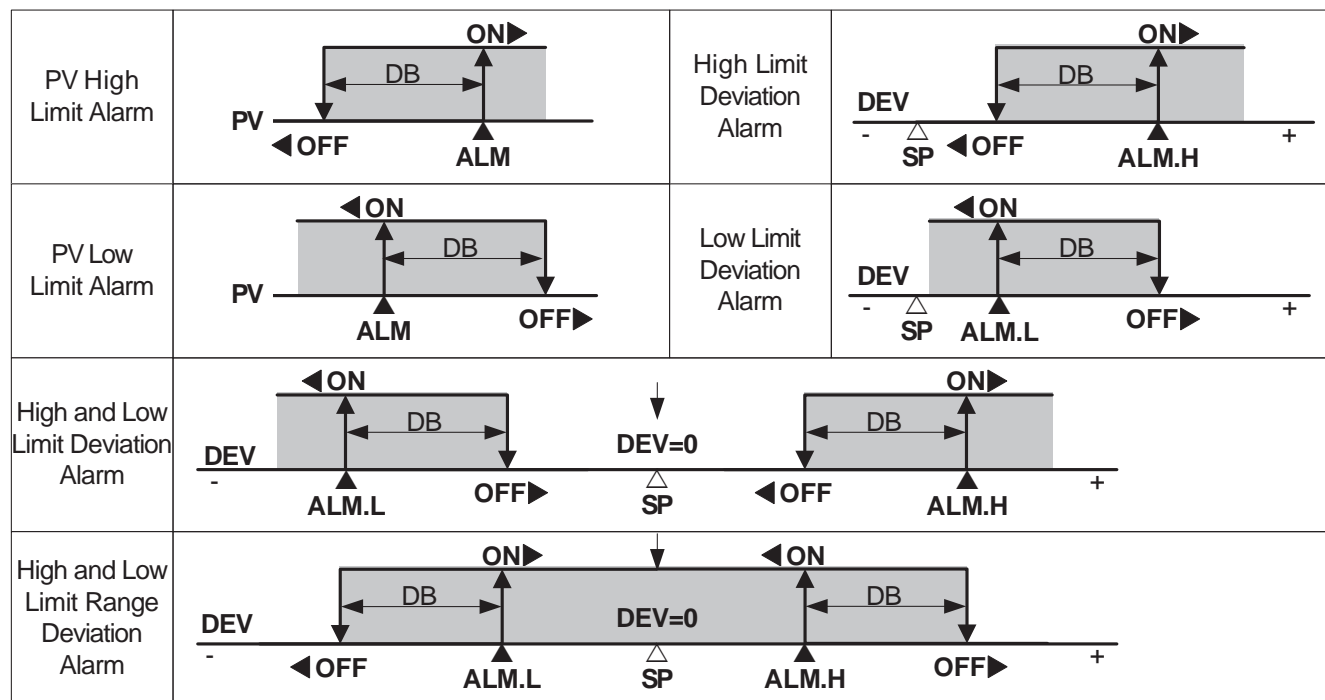 PV High
Limit Alarm
ON
DB
PV
OFF
ALM
High Limit
Deviation
Alarm
ON
DB
DEV
-
+
SP
OFF
ALM.H
PV Low
Limit Alarm
ON
DB
PV
ALM
OFF
Low Limit
Deviation
Alarm
ON
DB
DEV
-
+
SP
ALM.L
OFF
High and Low
Limit Deviation
Alarm
ON
ON
DB
DB
DEV=0
DEV
-
+
ALM.L
OFF
SP
OFF
ALM.H
High and Low
Limit Range
Deviation
Alarm
ON
ON
DB
DB
DEV=0
DEV
-
+
OFF
ALM.L
SP
ALM.H
OFF